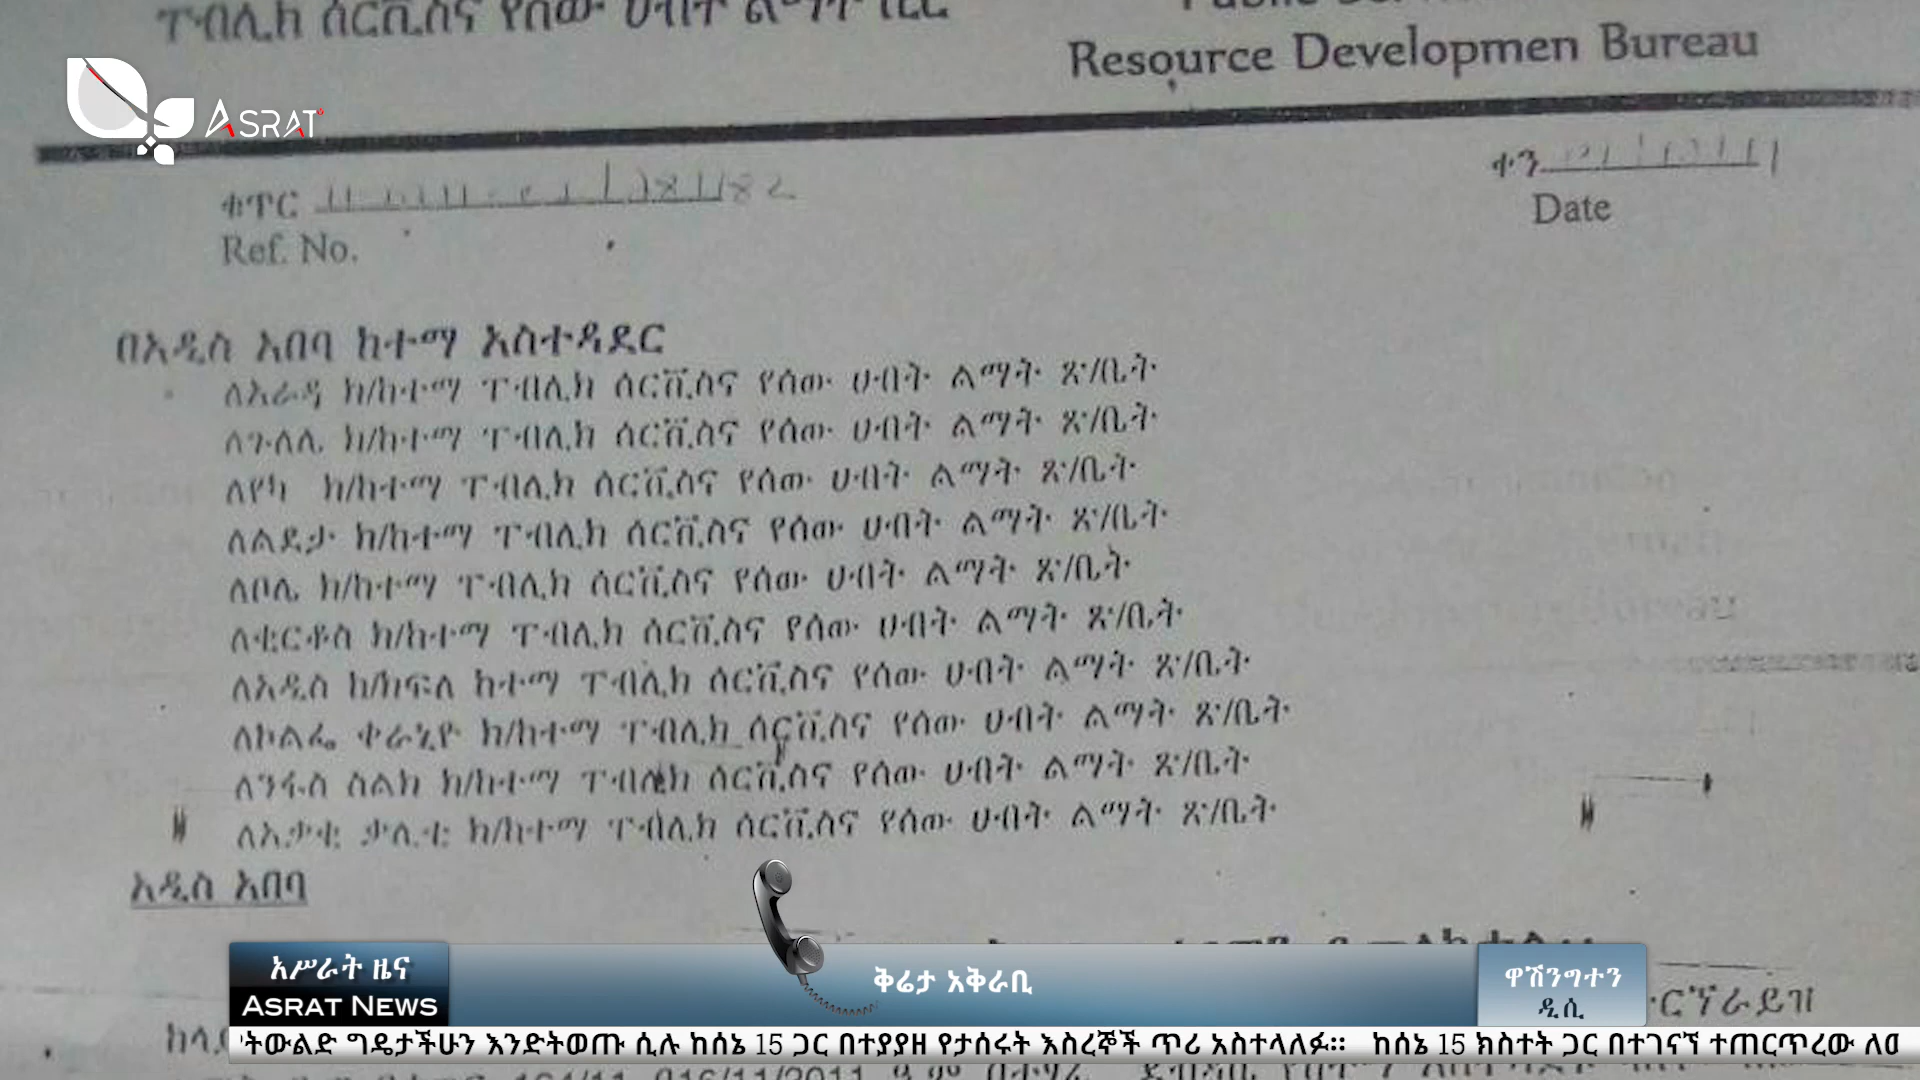 ፐብሊክ ሰርቪስና የሰው ሀብት ልማት ቢሮ
Resource Developmen Bureau
ASRAT
ቁጥር
ቀን
Ref. No.
Date
በአዲስ አበባ ከተማ አስተዳደር
ለአራዳ ክ/ከተማ ፐብሊክ ሰርቪስና የሰው ሀብት ልማት ጽ/ቤት
ለጉለሌ ክ/ከተማ ፐብሊክ ሰርቪስና የሰው ሀብት ልማት ጽ/ቤት
ለየካ ክ/ከተማ ፐብሊክ ሰርቪስና የሰው ሀብት ልማት ጽ/ቤት
ለልደታ ክ/ከተማ ፐብሊክ ሰርቪስና የሰው ሀብት ልማት ጽ/ቤት
ለቦሌ ክ/ከተማ ፐብሊክ ሰርቪስና የሰው ሀብት ልማት ጽ/ቤት
ለቂርቆስ ክ/ከተማ ፐብሊክ ሰርቪስና የሰው ሀብት ልማት ጽ/ቤት
ለአዲስ ከ/ክፍለ ከተማ ፐብሊክ ሰርቪስና የሰው ሀብት ልማት ጽ/ቤት
ለኮልፌ ቀራኒዮ ክ/ከተማ ፐብሊክ ሰርቪስና የሰው ሀብት ልማት ጽ/ቤት
ለንፋስ ስልክ ክ/ከተማ ፐብሊክ ሰርቪስና የሰው ሀብት ልማት ጽ/ቤት
ለአቃቂ ቃሊቲ ክ/ከተማ ፐብሊክ ሰርቪስና የሰው ሀብት ልማት ጽ/ቤት
አዲስ አበባ
አሥራት ዜና
ASRAT NEWS
ቅሬታ አቅራቢ
ዋሽንግተን
ዲሲ
ትውልድ ግዴታችሁን እንድትወጡ ሲሉ ከሰኔ 15 ጋር በተያያዘ የታሰሩት እስረኞች ጥሪ አስተላለፉ። ከሰኔ 15 ክስተት ጋር በተገናኘ ተጠርጥረው